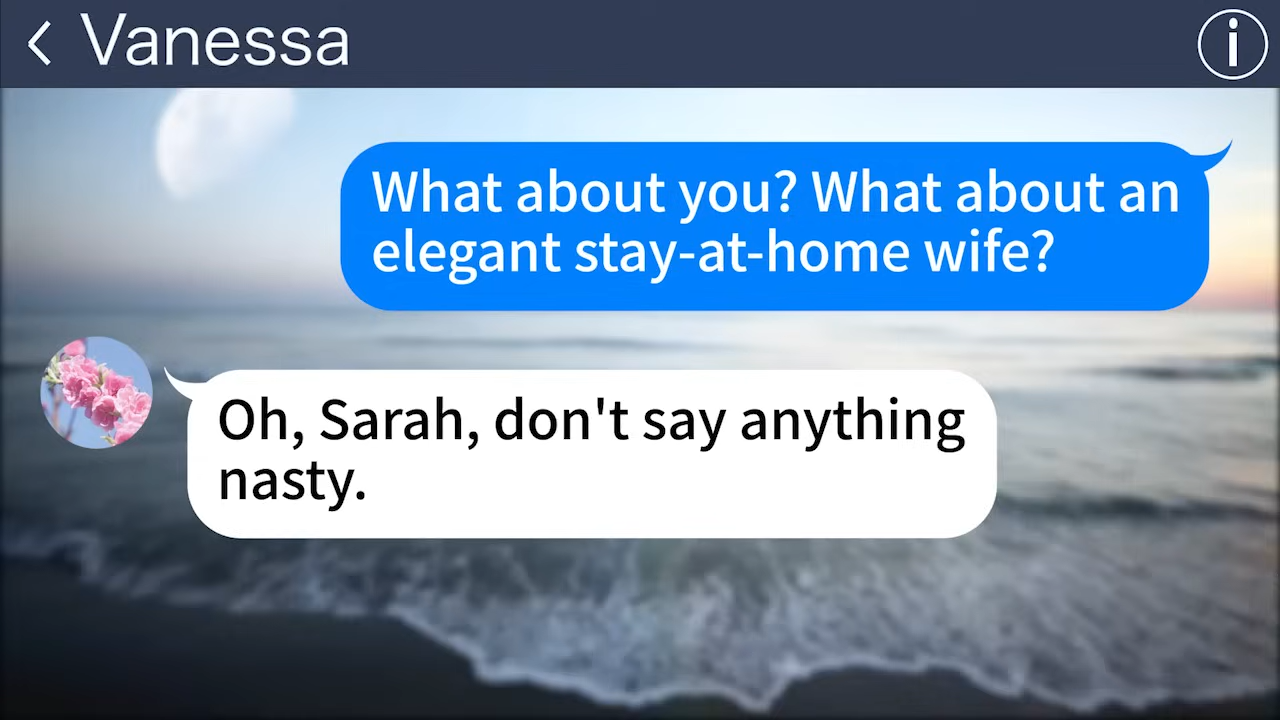 Vanessa
What about you? What about an
elegant stay-at-home wife?
Oh, Sarah, don't say anything
nasty.